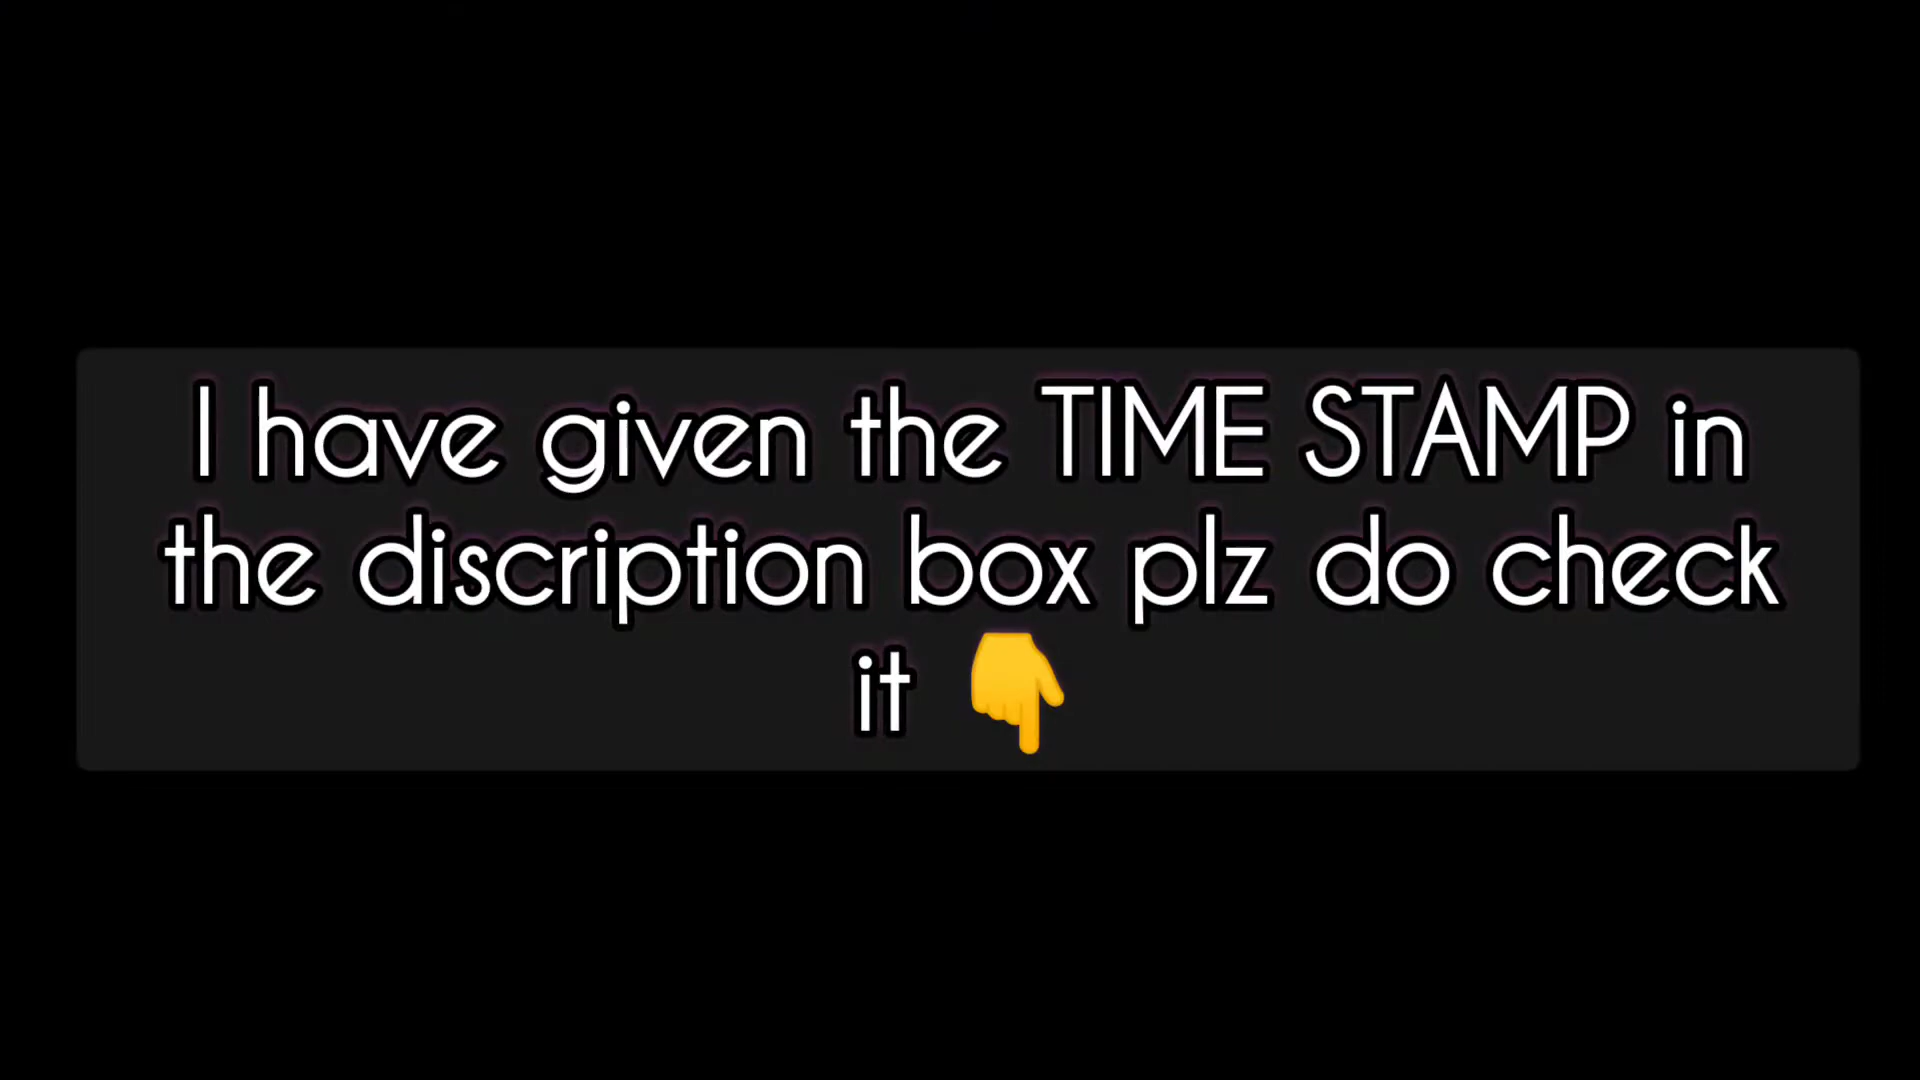 I have given the TIME STAMP in
the discription box plz do check
it 👇